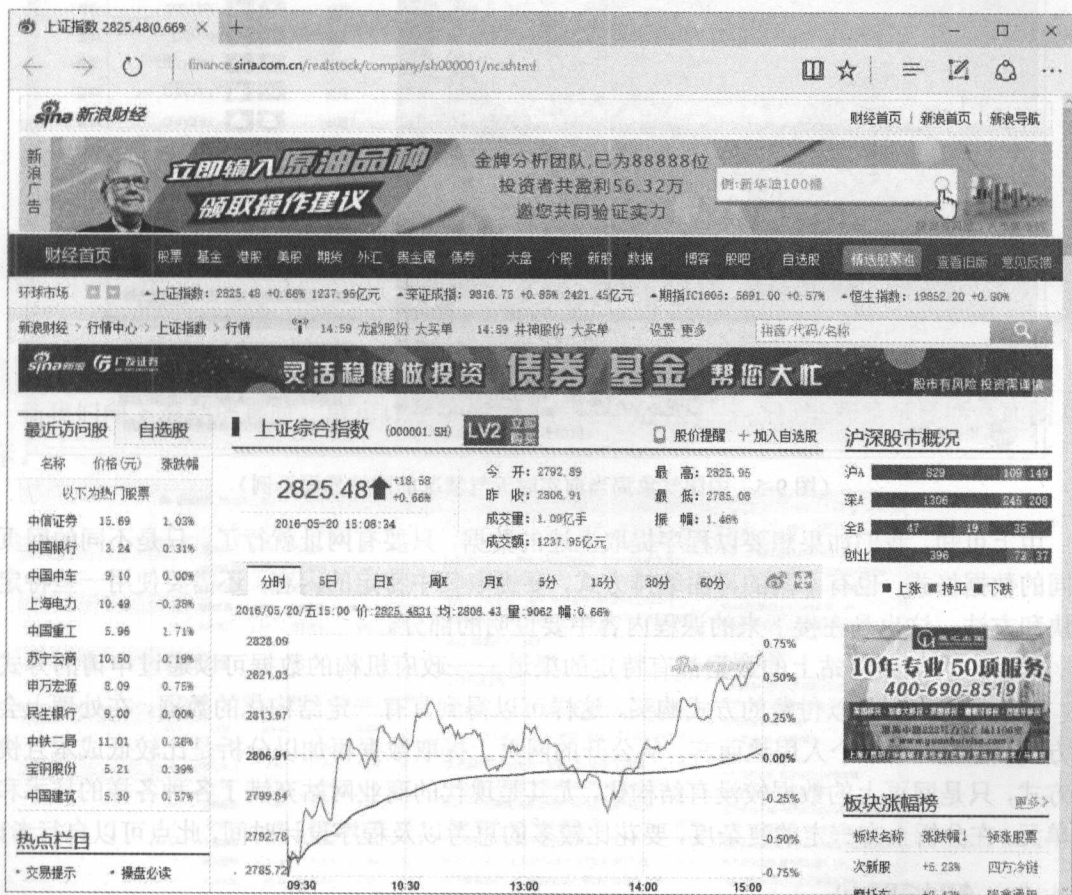 上证指数 2825.48(0.66%
finance.sina.com.cn/realstock/company/sh000001/nc.shtml
sina 新浪财经
财经首页 | 新浪首页 | 新浪导航
新浪广告
立即输入原油品种
领取操作建议
金牌分析团队,已为88888位
投资者共盈利56.32万
邀您共同验证实力
例:新华油100桶
财经首页 股票 基金 港股 美股 期货 外汇 贵金属 债券 大盘 个股 新股 数据 博客 股吧 自选股 精选股票池 查看旧版 意见反馈
环球市场 上证指数: 2825.48 +0.66% 1237.95亿元 深证成指: 9816.75 +0.85% 2421.45亿元 期指IC1606: 5691.00 +0.57% 恒生指数: 19852.20 +0.80%
新浪财经 > 行情中心 > 上证指数 > 行情 14:59 龙韵股份 大买单 14:59 井神股份 大买单 设置 更多 拼音/代码/名称
sina 广发证券
灵活稳健做投资 债券 基金 帮您大忙
股市有风险 投资需谨慎
最近访问股 自选股
名称 价格(元) 涨跌幅
以下为热门股票
中信证券 15.69 1.03%
中国银行 3.24 0.31%
中国中车 9.10 0.00%
上海电力 10.49 -0.38%
中国重工 5.96 1.71%
苏宁云商 10.50 0.19%
申万宏源 8.09 0.75%
民生银行 9.00 0.00%
中铁二局 11.01 0.36%
宝钢股份 5.21 0.39%
中国建筑 5.30 0.57%
热点栏目
· 交易提示 · 操盘必读
上证综合指数 (000001.SH) LV2 立即购买
股价提醒 + 加入自选股
2825.48 +18.58 +0.66%
2016-05-20 15:06:34
今 开: 2792.89 最 高: 2825.95
昨 收: 2806.91 最 低: 2785.08
成交量: 1.09亿手 振 幅: 1.46%
成交额: 1237.95亿元
分时 5日 日K 周K 月K 5分 15分 30分 60分
2016/05/20/五15:00 价:2825.4831 均:2808.43 量:9062 幅:0.66%
2828.09 0.75%
2821.03 0.50%
2813.97 0.25%
2806.91 0.00%
2799.85 -0.25%
2792.78 -0.50%
2785.72 -0.75%
09:30 10:30 13:00 14:00 15:00
沪深股市概况
沪A 829 109 149
深A 1306 245 206
全B 47 19 35
创业 396 72 37
上涨 持平 下跌
10年专业 50项服务
400-690-8519
板块涨幅榜 更多>
板块名称 涨跌幅↓ 领涨股票
次新股 +5.23% 四方冷链